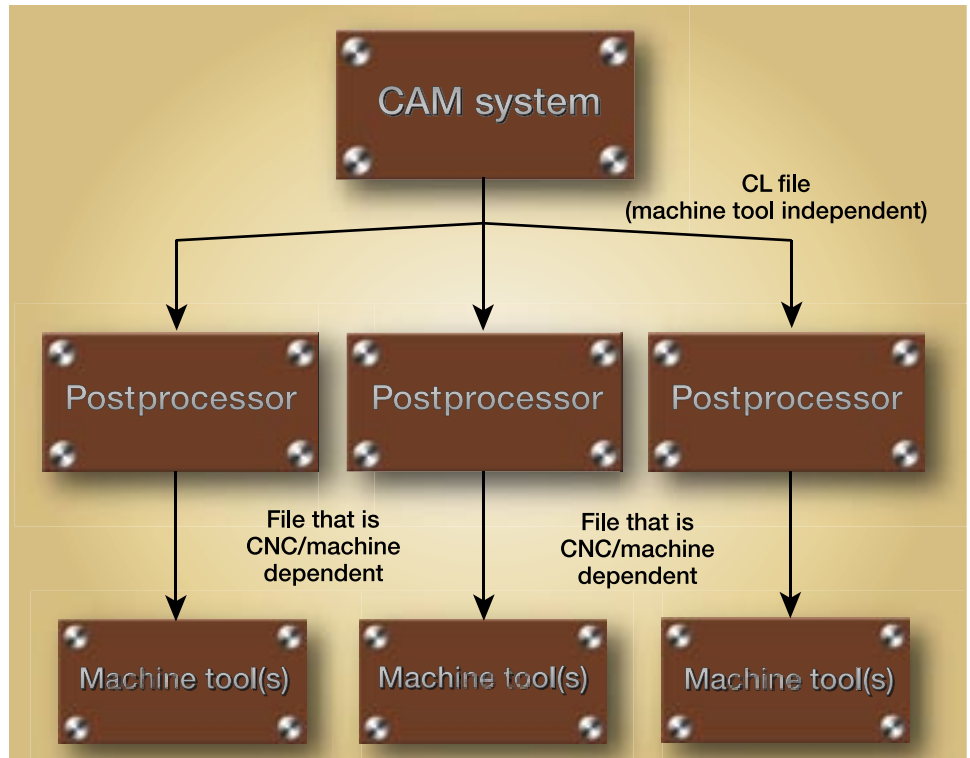 CAM system
CL file
(machine tool independent)
Postprocessor
Postprocessor
Postprocessor
File that is
CNC/machine
dependent
File that is
CNC/machine
dependent
Machine tool(s)
Machine tool(s)
Machine tool(s)